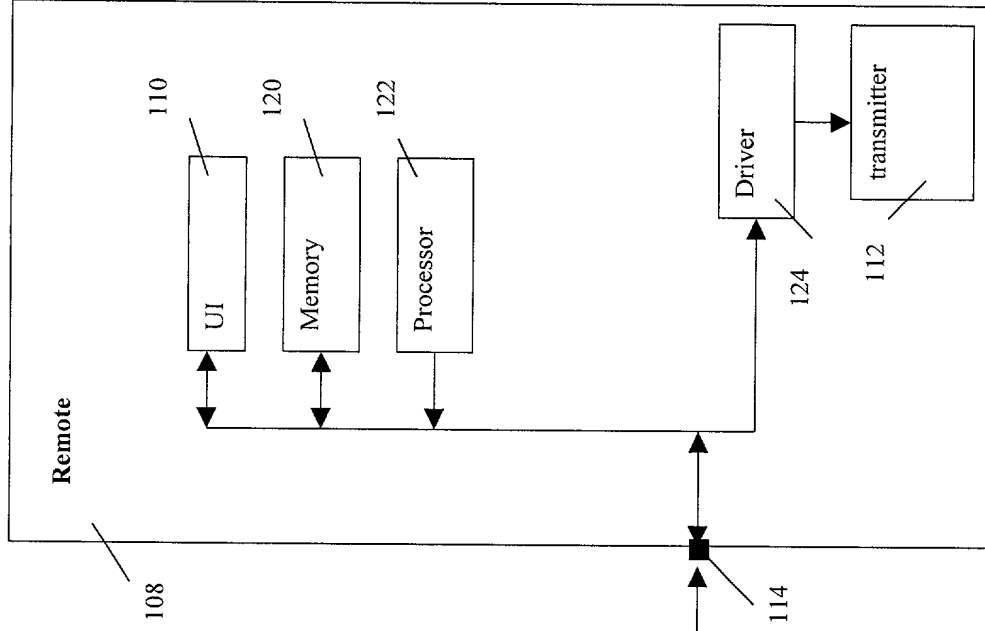 Remote
108
UI
110
Memory
120
Processor
122
114
Driver
124
transmitter
112